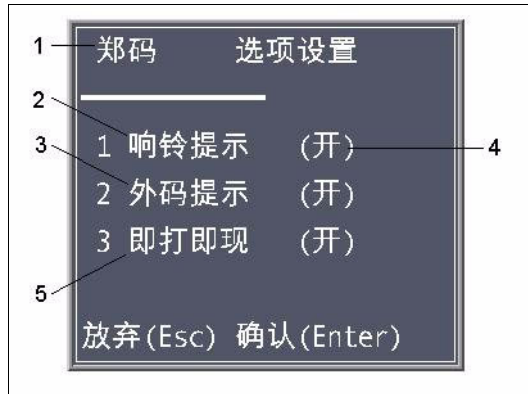 1 郑码 选项设置
2
1 响铃提示 (开) 4
3 2 外码提示 (开)
3 即打即现 (开)
5
放弃(Esc) 确认(Enter)